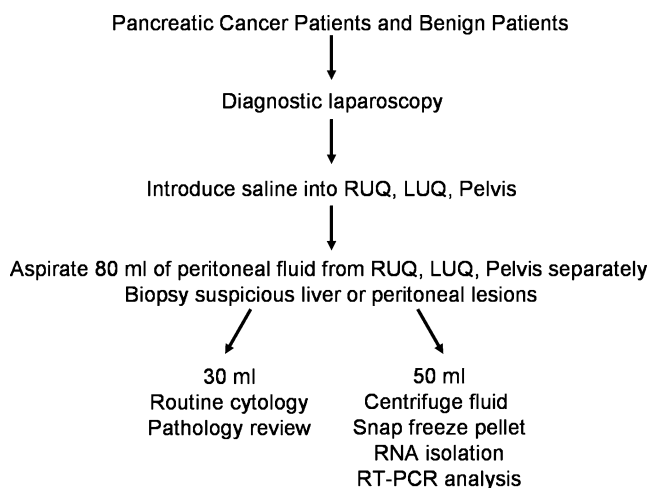 Pancreatic Cancer Patients and Benign Patients
Diagnostic laparoscopy
Introduce saline into RUQ, LUQ, Pelvis
Aspirate 80 ml of peritoneal fluid from RUQ, LUQ, Pelvis separately
Biopsy suspicious liver or peritoneal lesions
30 ml
Routine cytology
Pathology review
50 ml
Centrifuge fluid
Snap freeze pellet
RNA isolation
RT-PCR analysis